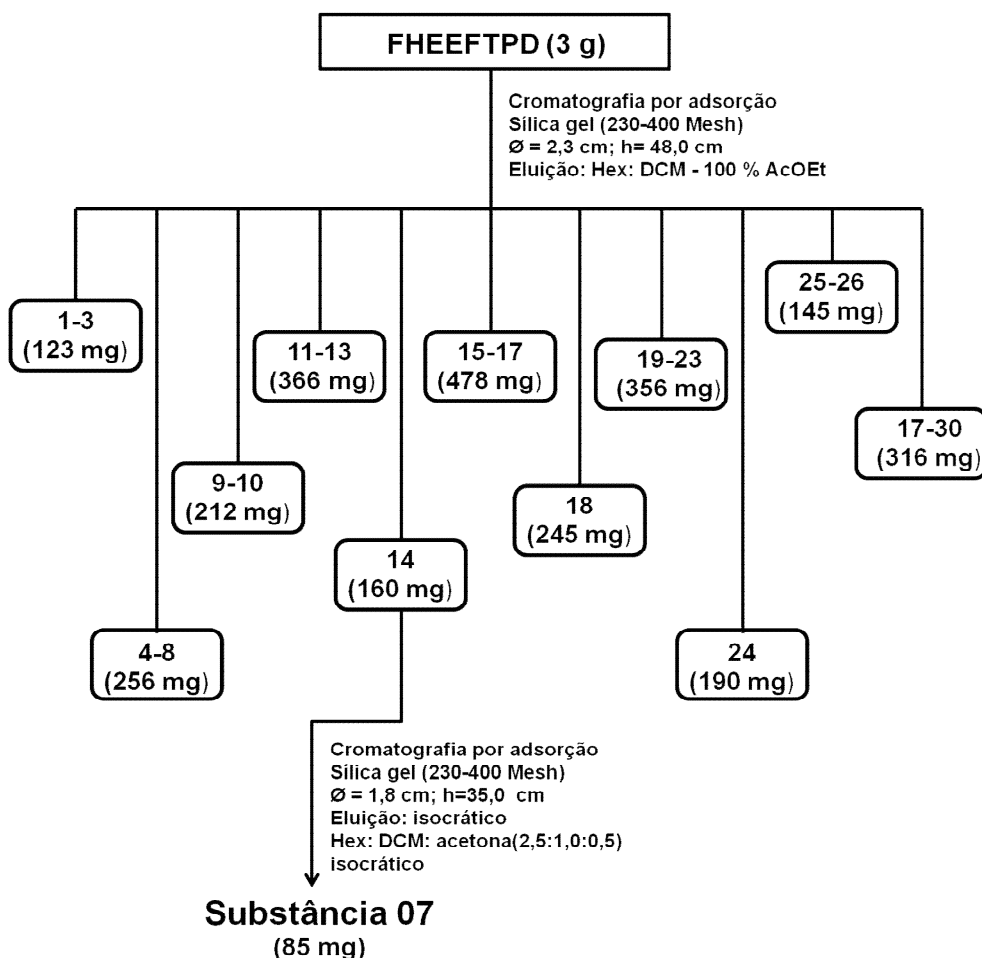 FHEEFTPD (3 g)
Cromatografia por adsorção
Sílica gel (230-400 Mesh)
Ø = 2,3 cm; h= 48,0 cm
Eluição: Hex: DCM - 100 % AcOEt
1-3
(123 mg)
4-8
(256 mg)
9-10
(212 mg)
11-13
(366 mg)
14
(160 mg)
15-17
(478 mg)
18
(245 mg)
19-23
(356 mg)
24
(190 mg)
25-26
(145 mg)
17-30
(316 mg)
Cromatografia por adsorção
Sílica gel (230-400 Mesh)
Ø = 1,8 cm; h=35,0 cm
Eluição: isocrático
Hex: DCM: acetona(2,5:1,0:0,5)
isocrático
Substância 07
(85 mg)